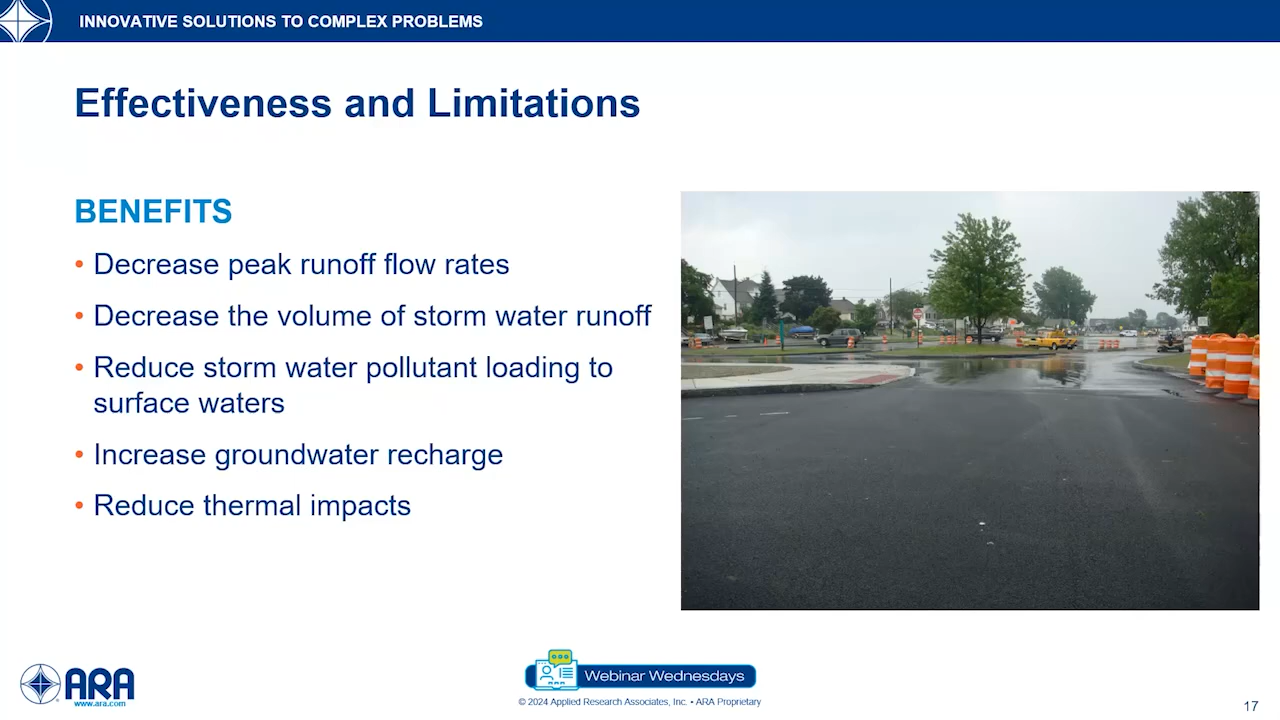 INNOVATIVE SOLUTIONS TO COMPLEX PROBLEMS
Effectiveness and Limitations
BENEFITS
• Decrease peak runoff flow rates
• Decrease the volume of storm water runoff
• Reduce storm water pollutant loading to
surface waters
• Increase groundwater recharge
• Reduce thermal impacts
ARA
www.ara.com
Webinar Wednesdays
© 2024 Applied Research Associates, Inc. • ARA Proprietary
17